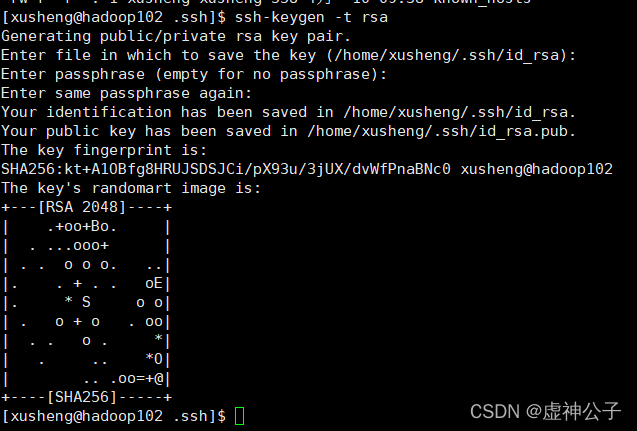 [xusheng@hadoop102 .ssh]$ ssh-keygen -t rsa
Generating public/private rsa key pair.
Enter file in which to save the key (/home/xusheng/.ssh/id_rsa):
Enter passphrase (empty for no passphrase):
Enter same passphrase again:
Your identification has been saved in /home/xusheng/.ssh/id_rsa.
Your public key has been saved in /home/xusheng/.ssh/id_rsa.pub.
The key fingerprint is:
SHA256:kt+A1OBfg8HRUJSDSJCi/pX93u/3jUX/dvWfPnaBNc0 xusheng@hadoop102
The key's randomart image is:
+---[RSA 2048]----+
|    .+oo+Bo.     |
|  . ...ooo+      |
| . .  o o o.   ..|
|.    . + . .   oE|
|.     * S     o o|
| .   o + o   . oo|
|  . .   o .     *|
|   .     ..    *O|
|        .. .oo=+@|
+----[SHA256]-----+
[xusheng@hadoop102 .ssh]$
CSDN @虚神公子